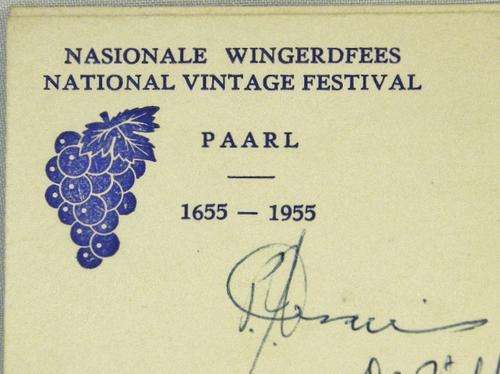 NASIONALE WINGERDFEES
NATIONAL VINTAGE FESTIVAL
PAARL
1655 — 1955